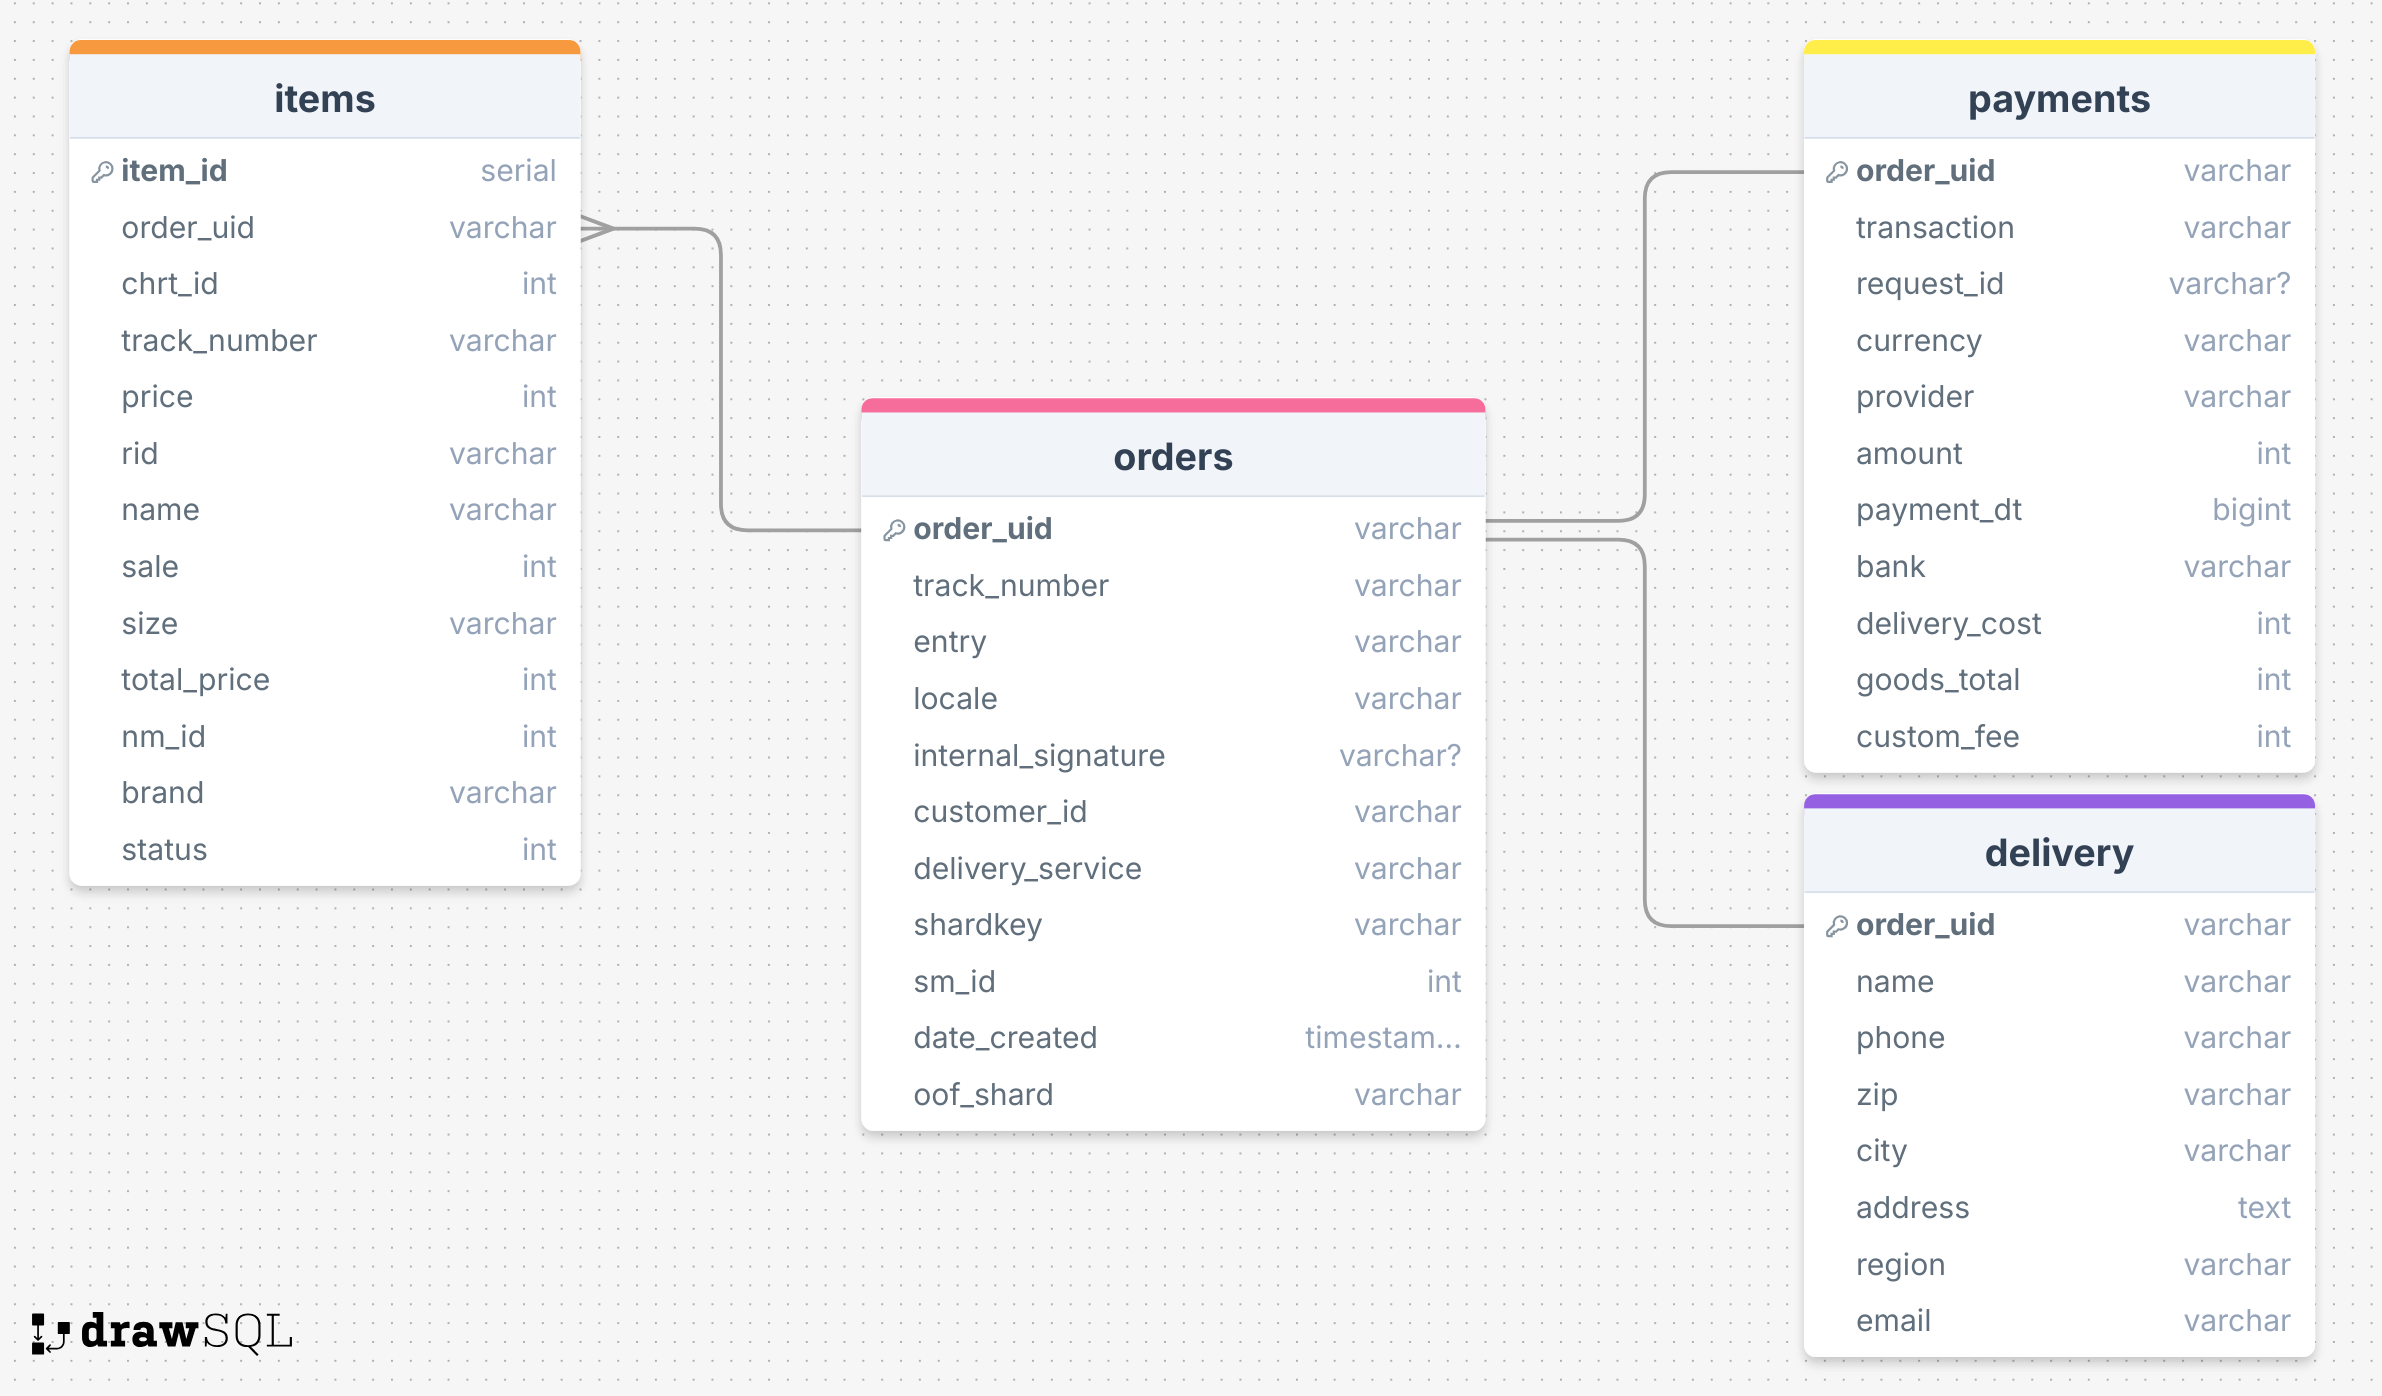 items
item_id serial
order_uid varchar
chrt_id int
track_number varchar
price int
rid varchar
name varchar
sale int
size varchar
total_price int
nm_id int
brand varchar
status int
orders
order_uid varchar
track_number varchar
entry varchar
locale varchar
internal_signature varchar?
customer_id varchar
delivery_service varchar
shardkey varchar
sm_id int
date_created timestam...
oof_shard varchar
payments
order_uid varchar
transaction varchar
request_id varchar?
currency varchar
provider varchar
amount int
payment_dt bigint
bank varchar
delivery_cost int
goods_total int
custom_fee int
delivery
order_uid varchar
name varchar
phone varchar
zip varchar
city varchar
address text
region varchar
email varchar
drawSQL